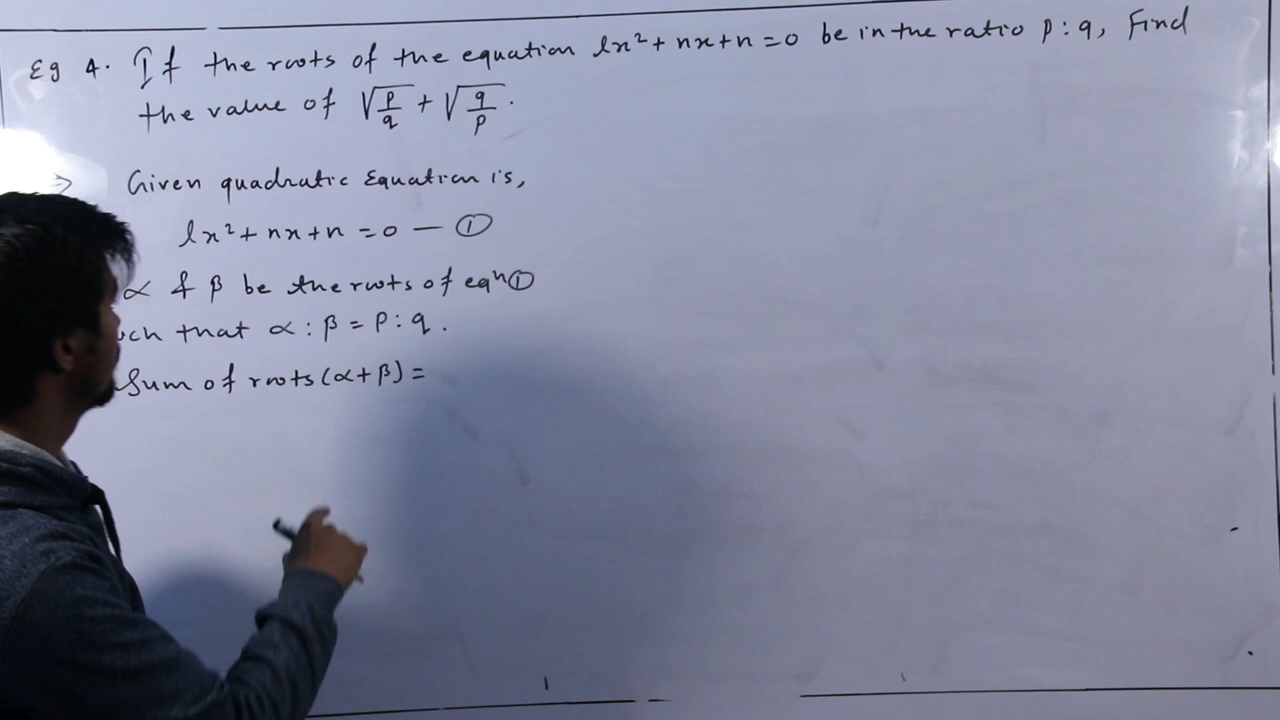 Eg 4. If the roots of the equation lx² + nx + n = 0 be in the ratio p : q, Find
the value of √(p/q) + √(q/p).
Given quadratic Equation is,
lx² + nx + n = 0 — ①
α & β be the roots of eqⁿ ①
that α : β = p : q.
Sum of roots (α + β) =